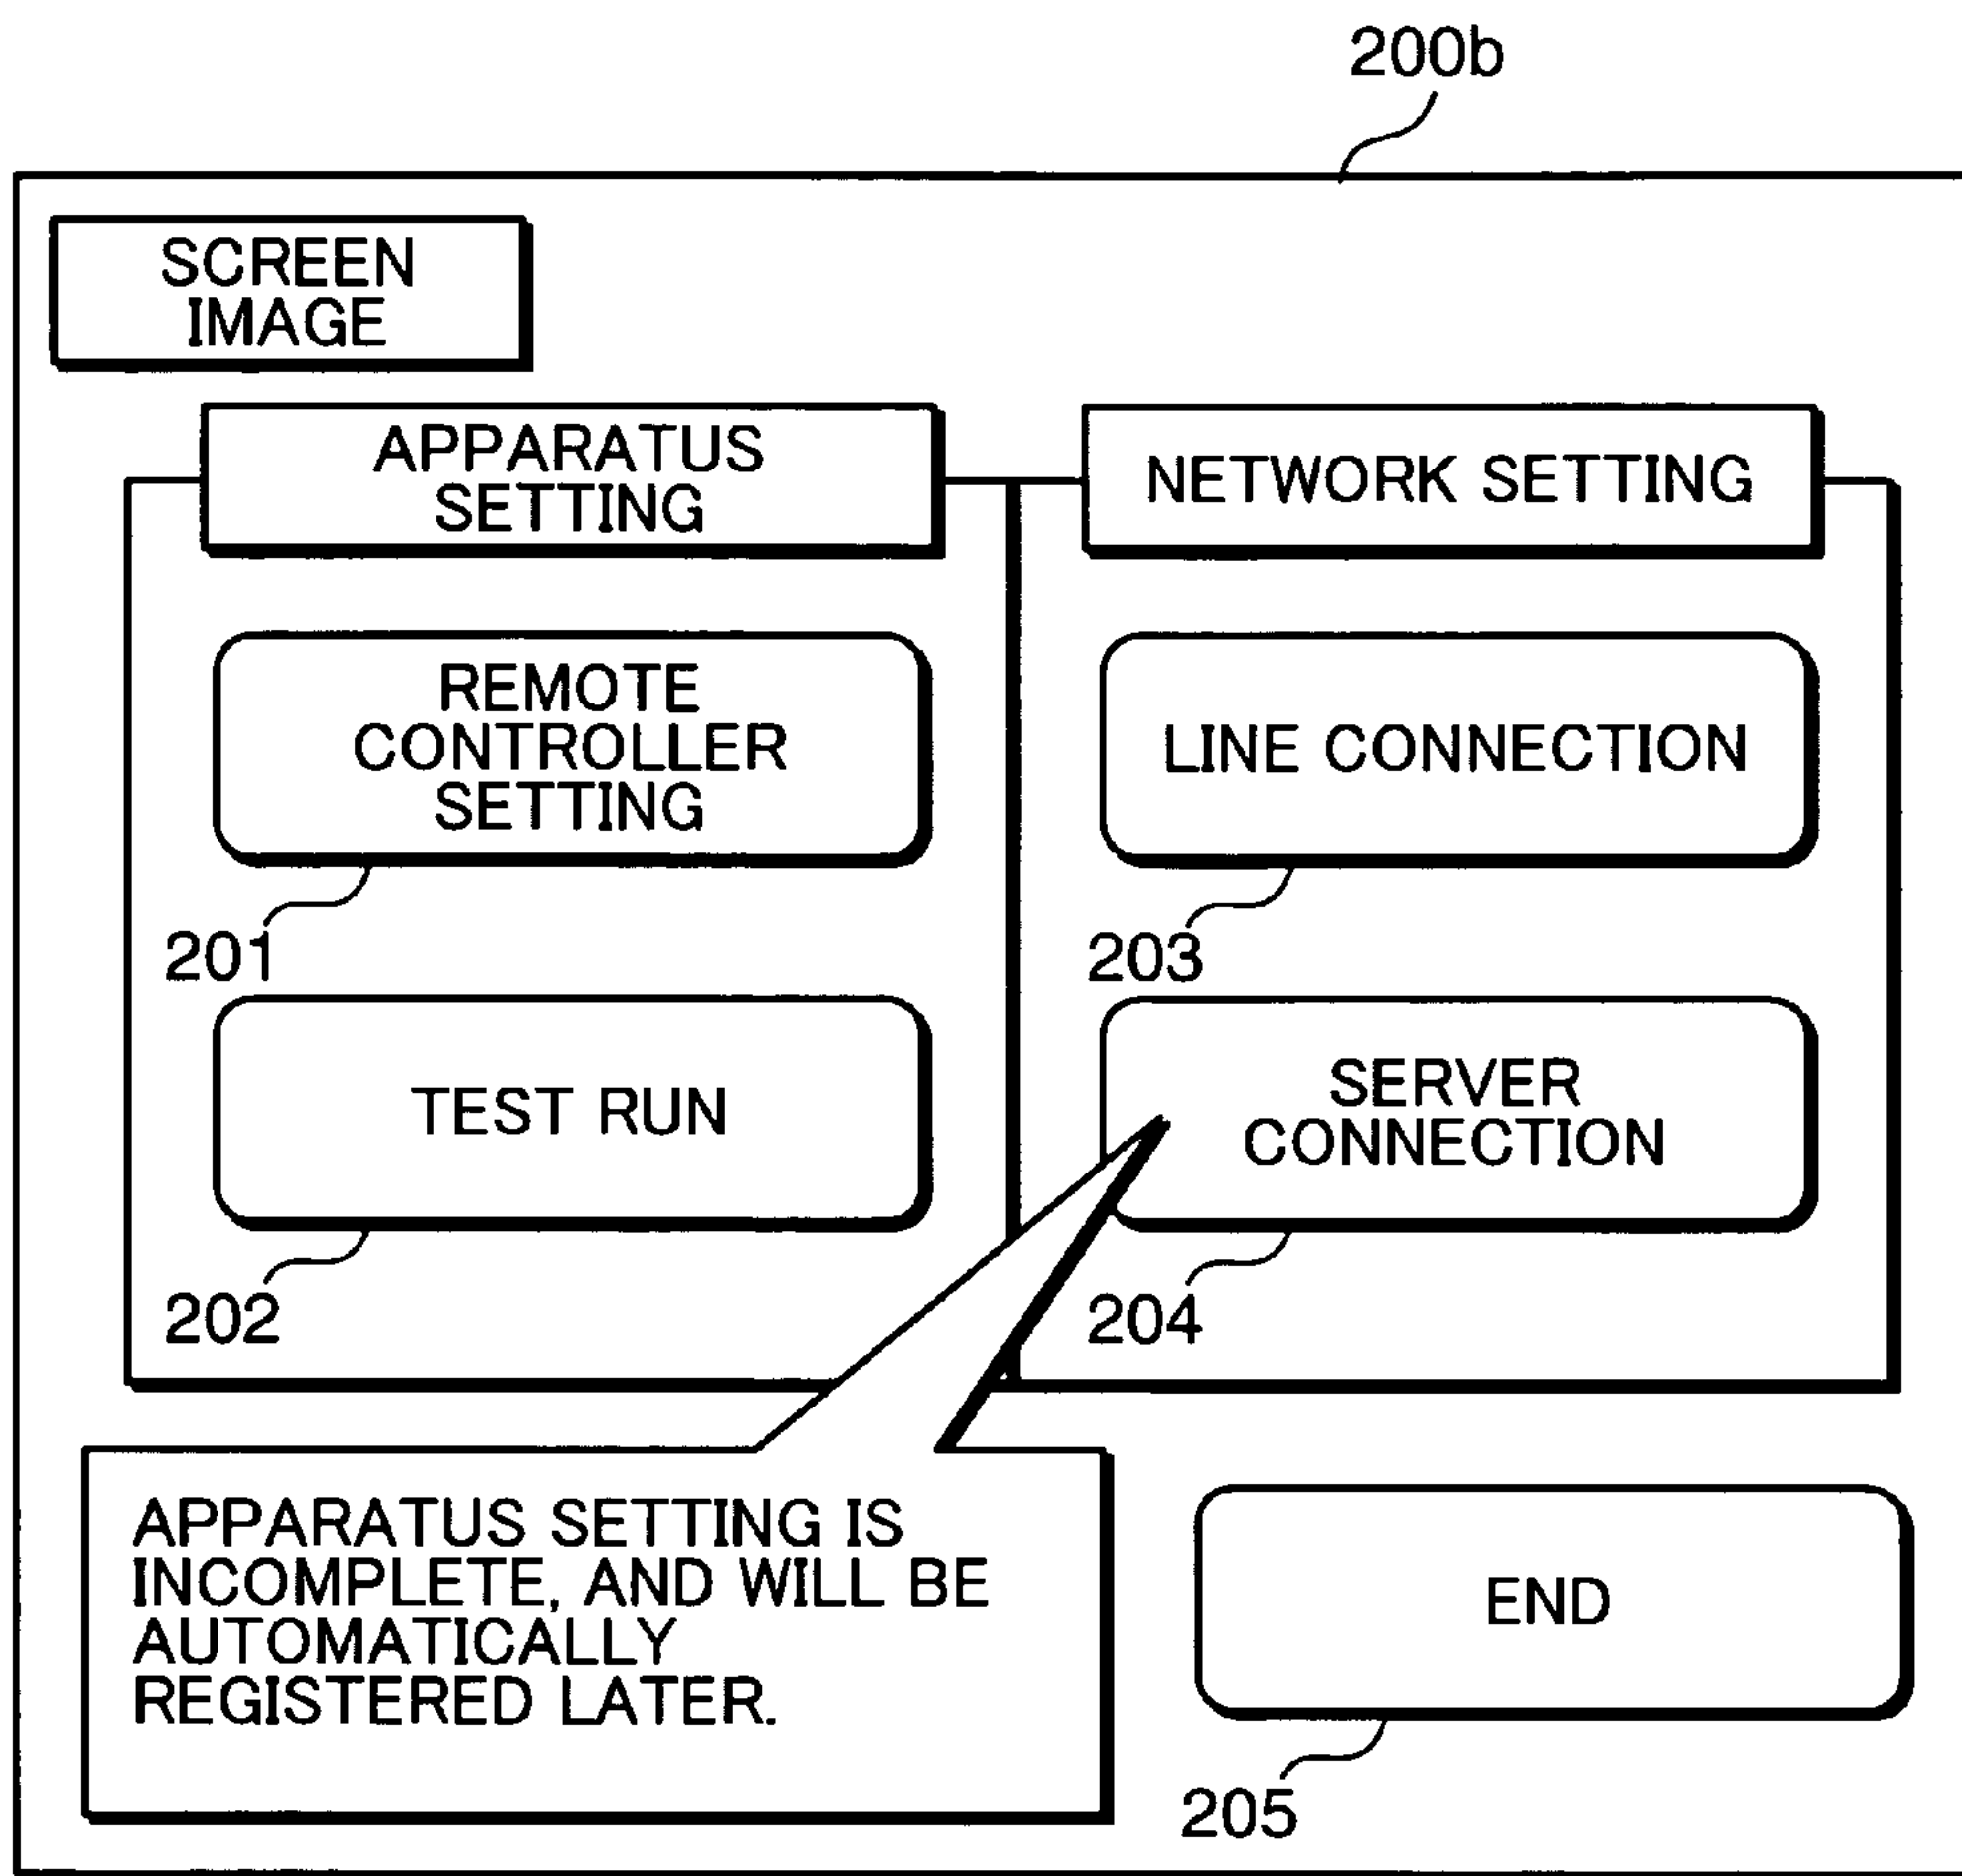 200b
SCREEN
IMAGE
APPARATUS
SETTING
NETWORK SETTING
REMOTE
CONTROLLER
SETTING
LINE CONNECTION
201
203
TEST RUN
SERVER
CONNECTION
202
204
APPARATUS SETTING IS
INCOMPLETE, AND WILL BE
AUTOMATICALLY
REGISTERED LATER.
END
205